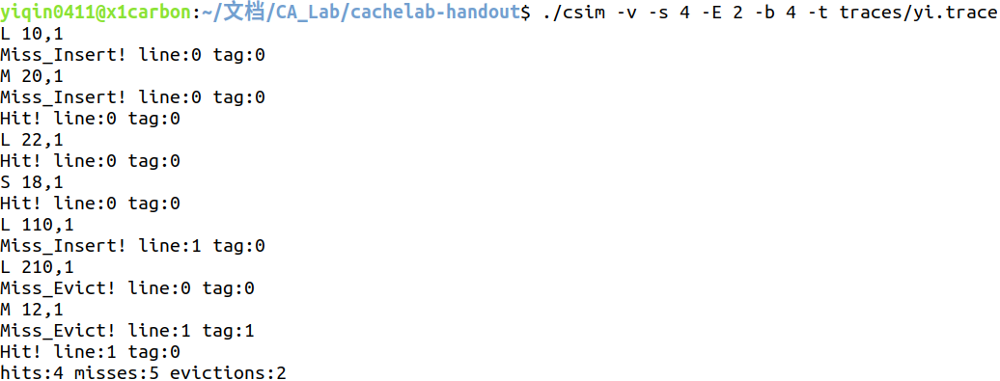 yiqin0411@x1carbon:~/文档/CA_Lab/cachelab-handout$ ./csim -v -s 4 -E 2 -b 4 -t traces/yi.trace
L 10,1
Miss_Insert! line:0 tag:0
M 20,1
Miss_Insert! line:0 tag:0
Hit! line:0 tag:0
L 22,1
Hit! line:0 tag:0
S 18,1
Hit! line:0 tag:0
L 110,1
Miss_Insert! line:1 tag:0
L 210,1
Miss_Evict! line:0 tag:0
M 12,1
Miss_Evict! line:1 tag:1
Hit! line:1 tag:0
hits:4 misses:5 evictions:2